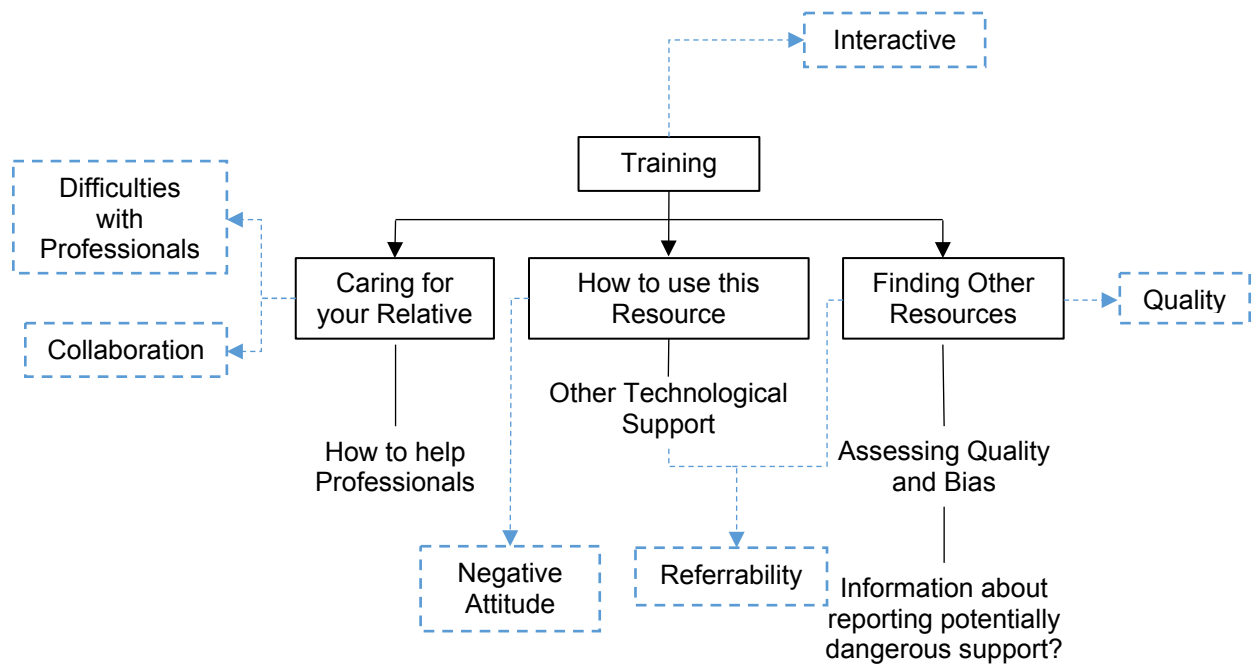 Interactive
Training
Difficulties
with
Professionals
Caring for
your Relative
How to use this
Resource
Finding Other
Resources
Quality
Collaboration
Other Technological
Support
How to help
Professionals
Assessing Quality
and Bias
Negative
Attitude
Referrability
Information about
reporting potentially
dangerous support?